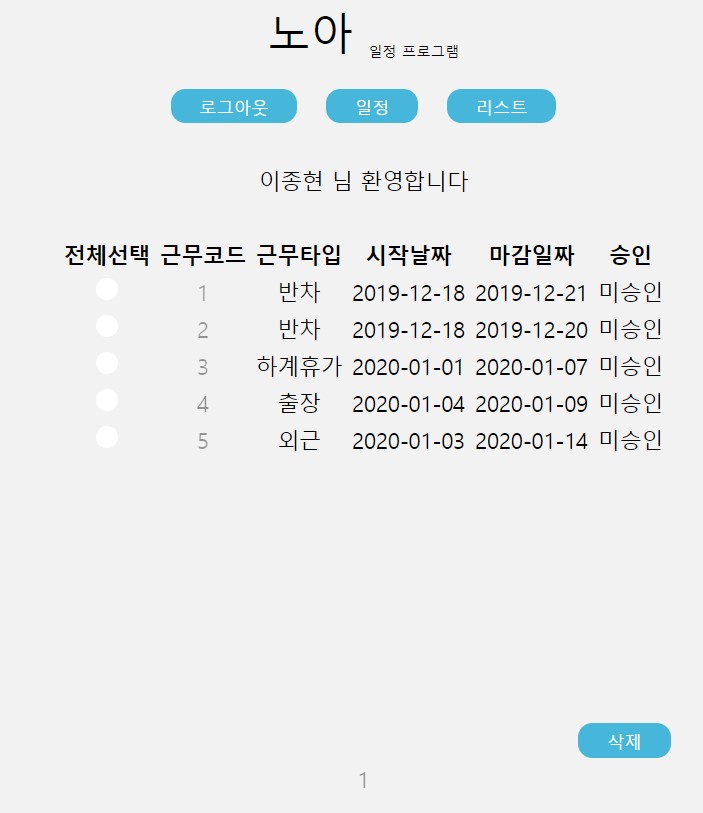 노아 일정 프로그램
로그아웃 일정 리스트
이종현 님 환영합니다
전체선택 근무코드 근무타입 시작날짜 마감일짜 승인
1 반차 2019-12-18 2019-12-21 미승인
2 반차 2019-12-18 2019-12-20 미승인
3 하계휴가 2020-01-01 2020-01-07 미승인
4 출장 2020-01-04 2020-01-09 미승인
5 외근 2020-01-03 2020-01-14 미승인
삭제
1